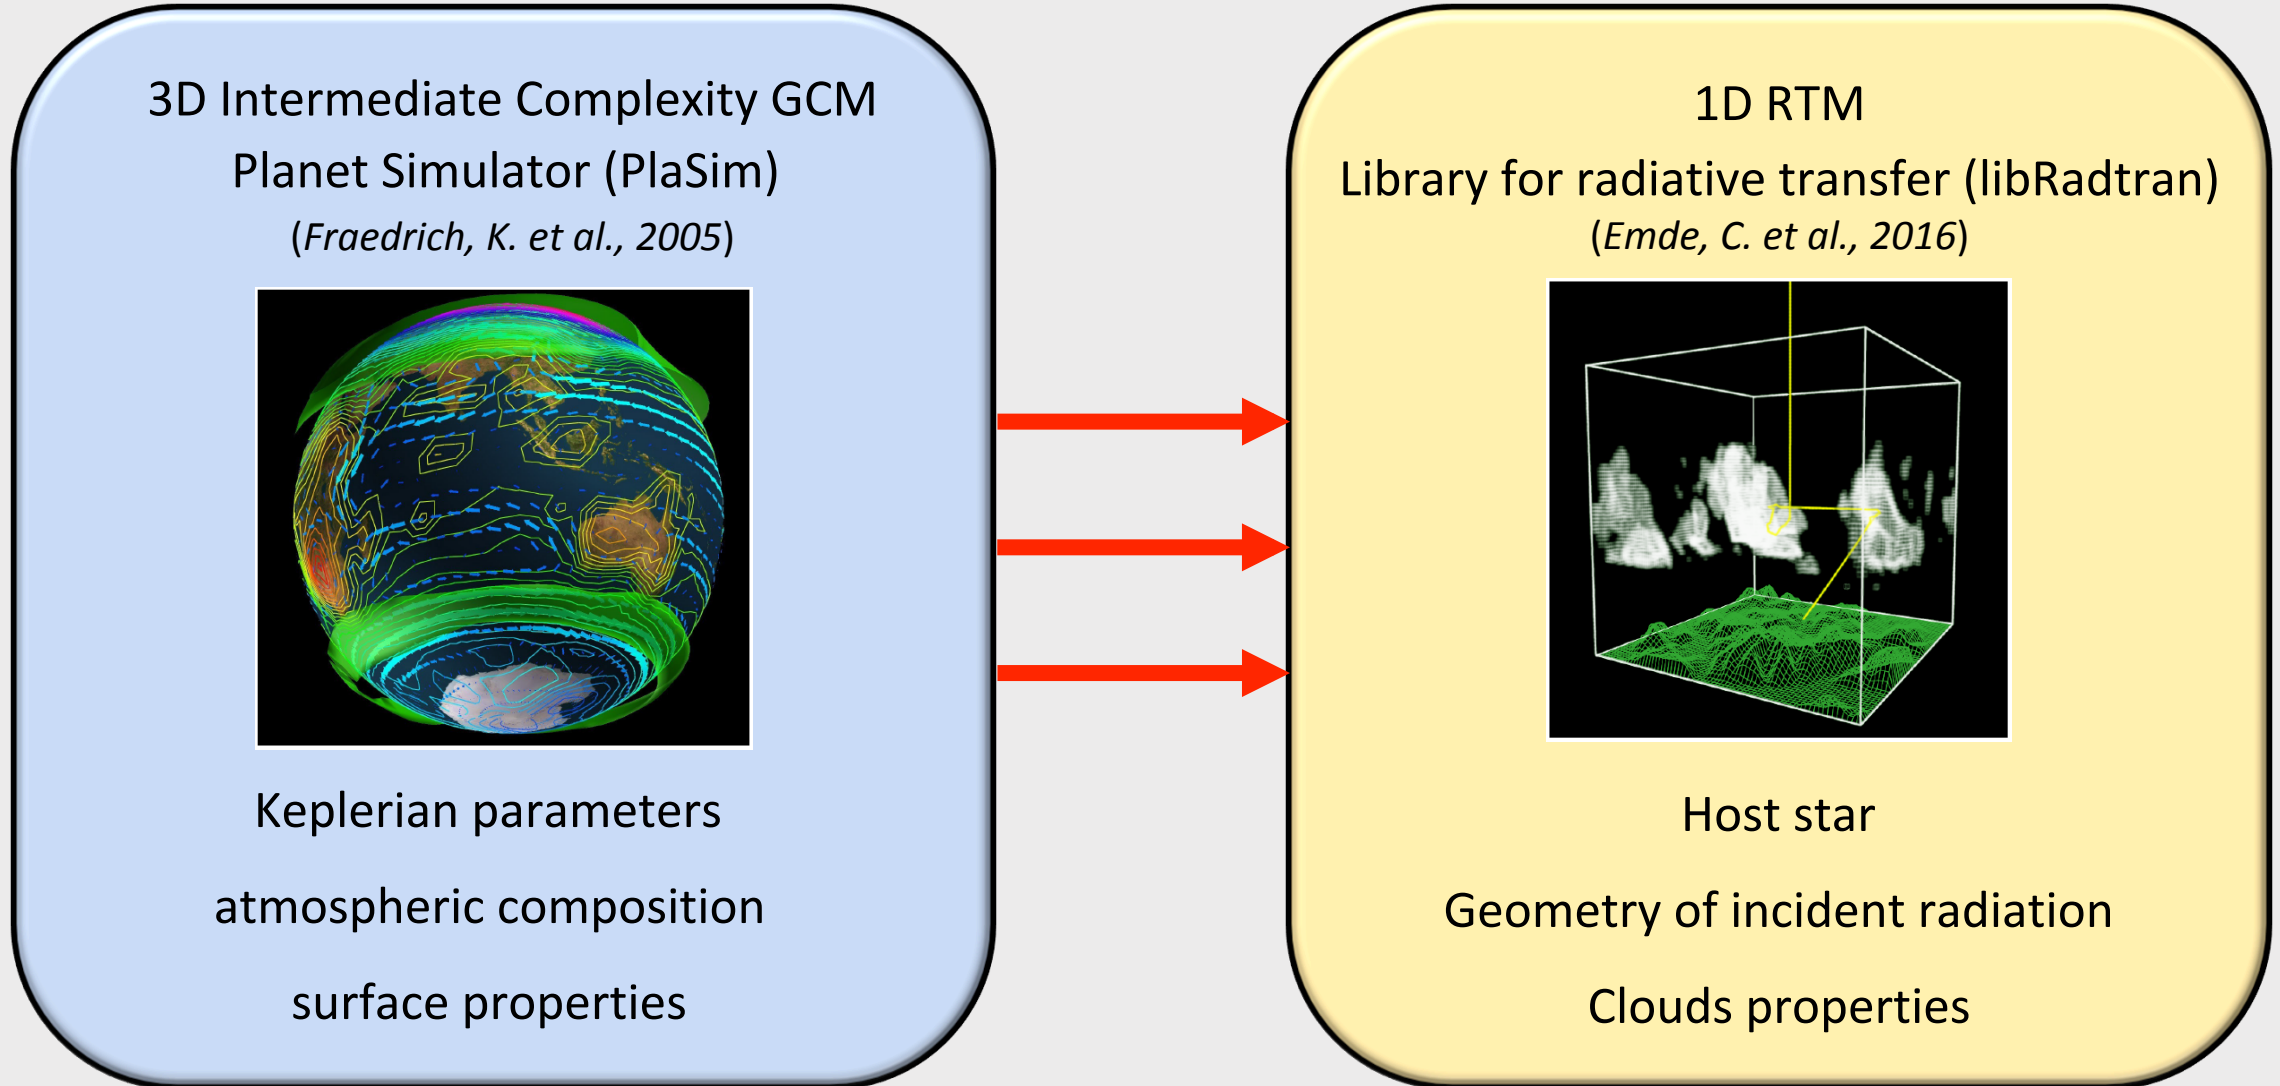 3D Intermediate Complexity GCM
Planet Simulator (PlaSim)
(Fraedrich, K. et al., 2005)
Keplerian parameters
atmospheric composition
surface properties
1D RTM
Library for radiative transfer (libRadtran)
(Emde, C. et al., 2016)
Host star
Geometry of incident radiation
Clouds properties